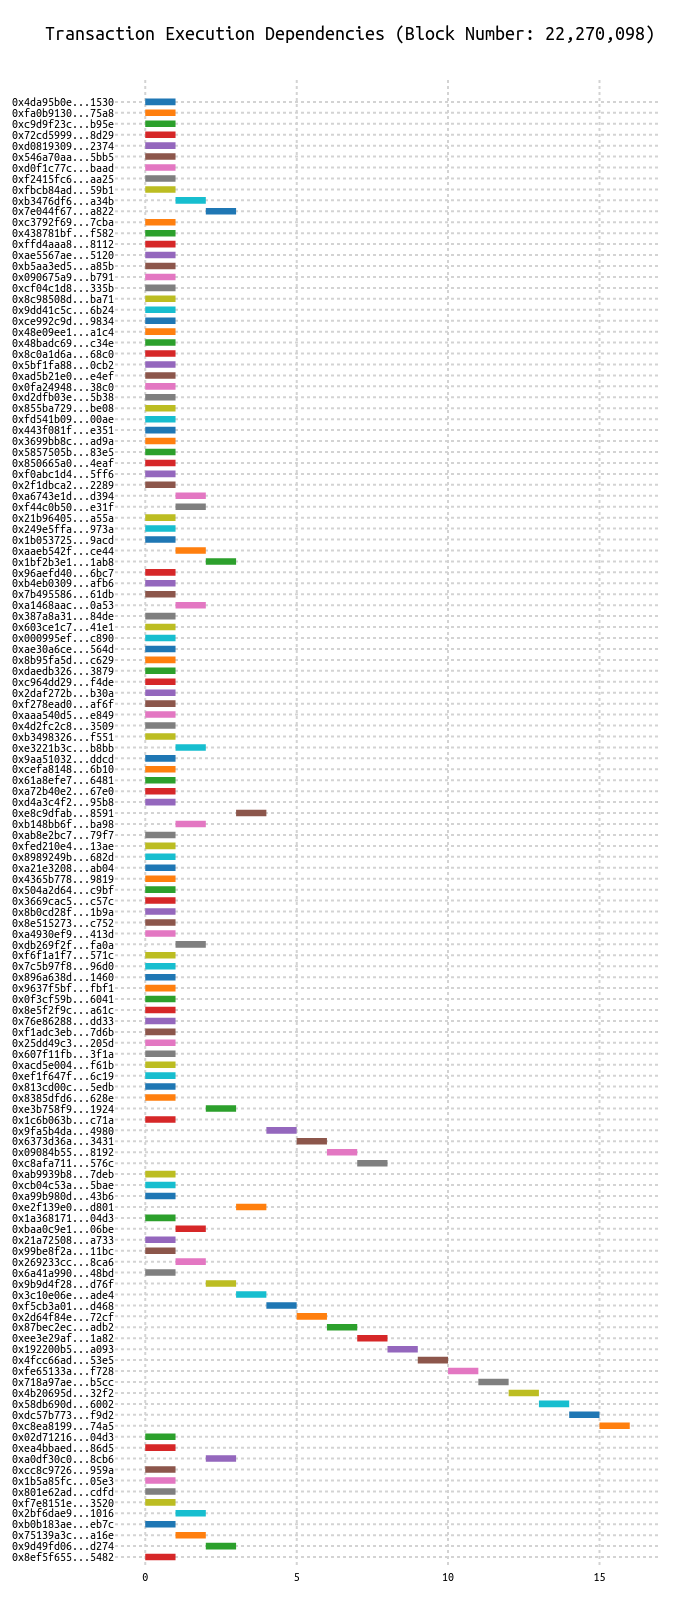 Transaction Execution Dependencies (Block Number: 22,270,098)
0x4da95b0e...1530
0xfa0b9130...75a8
0xc9d9f23c...b95e
0x72cd5999...8d29
0xd0819309...2374
0x546a70aa...5bb5
0xd0f1c77c...baad
0xf2415fc6...aa25
0xfbcb84ad...59b1
0xb3476df6...a34b
0x7e044f67...a822
0xc3792f69...7cba
0x438781bf...f582
0xffd4aaa8...8112
0xae5567ae...5120
0xb5aa3ed5...a85b
0x090675a9...b791
0xcf04c1d8...335b
0x8c98508d...ba71
0x9dd41c5c...6b24
0xce992c9d...9834
0x48e09ee1...a1c4
0x48badc69...c34e
0x8c0a1d6a...68c0
0x5bf1fa88...0cb2
0xad5b21e0...e4ef
0x0fa24948...38c0
0xd2dfb03e...5b38
0x855ba729...be08
0xfd541b09...00ae
0x443f081f...e351
0x3699bb8c...ad9a
0x5857505b...83e5
0x850665a0...4eaf
0xf0abc1d4...5ff6
0x2f1dbca2...2289
0xa6743e1d...d394
0xf44c0b50...e31f
0x21b96405...a55a
0x249e5ffa...973a
0x1b053725...9acd
0xaaeb542f...ce44
0x1bf2b3e1...1ab8
0x96aefd40...6bc7
0xb4eb0309...afb6
0x7b495586...61db
0xa1468aac...0a53
0x387a8a31...84de
0x603ce1c7...41e1
0x000995ef...c890
0xae30a6ce...564d
0x8b95fa5d...c629
0xdaedb326...3879
0xc964dd29...f4de
0x2daf272b...b30a
0xf278ead0...af6f
0xaaa540d5...e849
0x4d2fc2c8...3509
0xb3498326...f551
0xe3221b3c...b8bb
0x9aa51032...ddcd
0xcefa8148...6b10
0x61a8efe7...6481
0xa72b40e2...67e0
0xd4a3c4f2...95b8
0xe8c9dfab...8591
0xb148bb6f...ba98
0xab8e2bc7...79f7
0xfed210e4...13ae
0x8989249b...682d
0xa21e3208...ab04
0x4365b778...9819
0x504a2d64...c9bf
0x3669cac5...c57c
0x8b0cd28f...1b9a
0x8e515273...c752
0xa4930ef9...413d
0xdb269f2f...fa0a
0xf6f1a1f7...571c
0x7c5b97f8...96d0
0x896a638d...1460
0x9637f5bf...fbf1
0x0f3cf59b...6041
0x8e5f2f9c...a61c
0x76e86288...dd33
0xf1adc3eb...7d6b
0x25dd49c3...205d
0x607f11fb...3f1a
0xacd5e004...f61b
0xef1f647f...6c19
0x813cd00c...5edb
0x8385dfd6...628e
0xe3b758f9...1924
0x1c6b063b...c71a
0x9fa5b4da...4980
0x6373d36a...3431
0x09084b55...8192
0xc8afa711...576c
0xab9939b8...7deb
0xcb04c53a...5bae
0xa99b980d...43b6
0xe2f139e0...d801
0x1a368171...04d3
0xbaa0c9e1...06be
0x21a72508...a733
0x99be8f2a...11bc
0x269233cc...8ca6
0x6a41a990...48bd
0x9b9d4f28...d76f
0x3c10e06e...ade4
0xf5cb3a01...d468
0x2d64f84e...72cf
0x87bec2ec...adb2
0xee3e29af...1a82
0x192200b5...a093
0x4fcc66ad...53e5
0xfe65133a...f728
0x718a97ae...b5cc
0x4b20695d...32f2
0x58db690d...6002
0xdc57b773...f9d2
0xc8ea8199...74a5
0x02d71216...04d3
0xea4bbaed...86d5
0xa0df30c0...8cb6
0xcc8c9726...959a
0x1b5a85fc...05e3
0x801e62ad...cdfd
0xf7e8151e...3520
0x2bf6dae9...1016
0xb0b183ae...eb7c
0x75139a3c...a16e
0x9d49fd06...d274
0x8ef5f655...5482
0 5 10 15